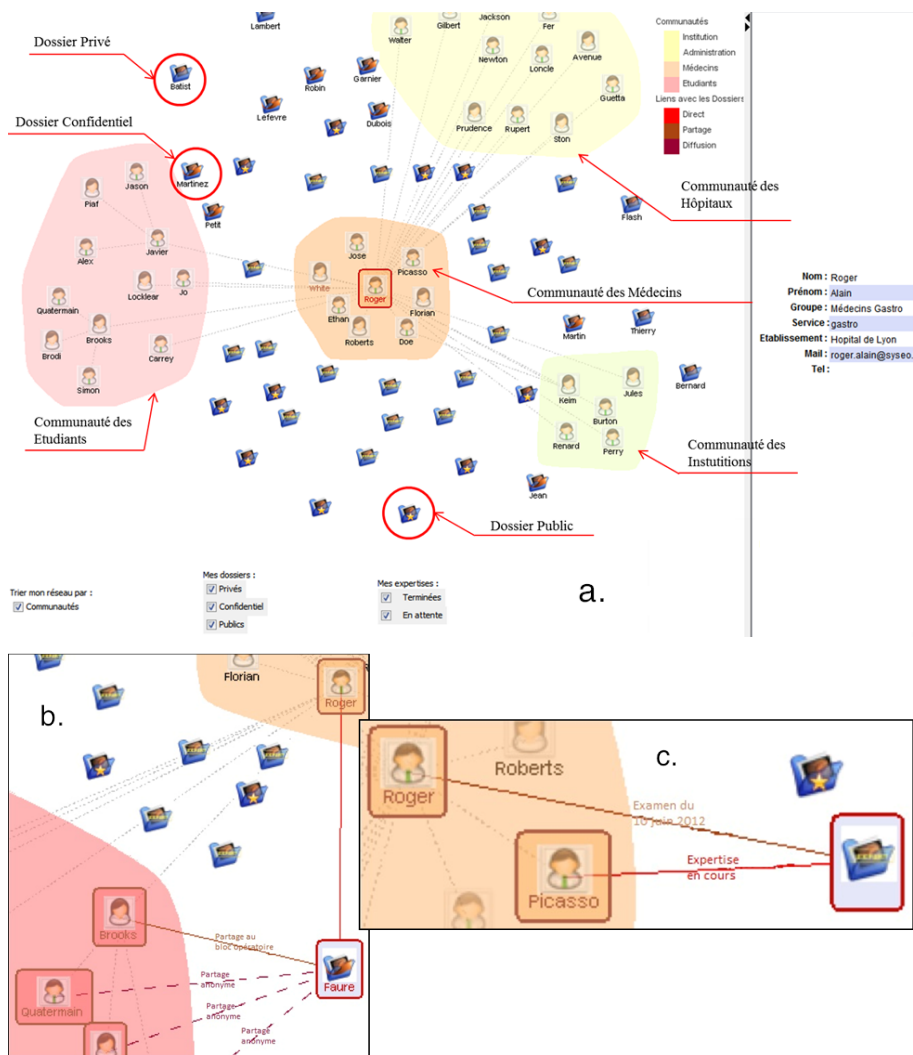 Lambert
Walter
Gilbert
Jackson
Fer
Newton
Loncle
Avenue
Guetta
Prudence
Rupert
Ston
Communautés
Institution
Administration
Médecins
Etudiants
Liens avec les Dossiers
Direct
Partage
Diffusion
Dossier Privé
Batist
Robin
Garnier
Lefevre
Dubois
Dossier Confidentiel
Martinez
Petit
Flash
Communauté des
Hôpitaux
Jason
Piaf
Alex
Javier
Locklear
Jo
Quatermain
Brooks
Brodi
Carrey
Simon
Communauté des
Etudiants
Jose
Picasso
white
Roger
Ethan
Florian
Roberts
Doe
Communauté des Médecins
Martin
Thierry
Bernard
Keim
Jules
Burton
Renard
Perry
Communauté des
Instutitions
Jean
Dossier Public
Nom : Roger
Prénom : Alain
Groupe : Médecins Gastro
Service : gastro
Etablissement : Hopital de Lyon
Mail : roger.alain@syseo.
Tel :
Trier mon réseau par :
Communautés
Mes dossiers :
Privés
Confidentiel
Publics
Mes expertises :
Terminées
En attente
a.
b.
Florian
Roger
Brooks
Partage au
bloc opératoire
Quatermain
Partage
anonyme
Partage
anonyme
Partage
anonyme
Faure
c.
Roger
Roberts
Examen du
10 juin 2012
Picasso
Expertise
en cours